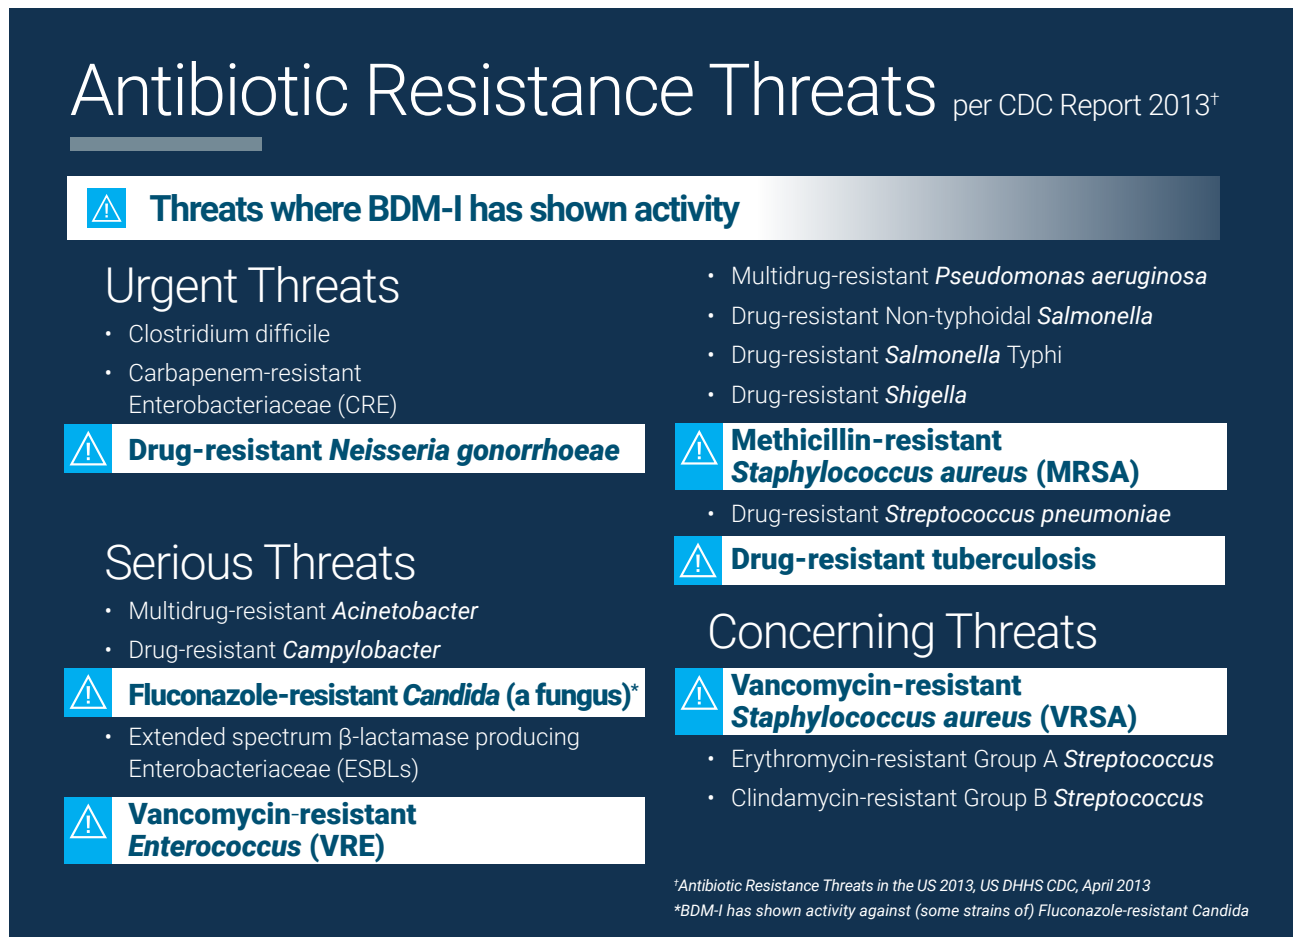 Antibiotic Resistance Threats per CDC Report 2013†
Threats where BDM-I has shown activity
Urgent Threats
• Clostridium difficile
• Carbapenem-resistant
Enterobacteriaceae (CRE)
Drug-resistant Neisseria gonorrhoeae
Serious Threats
• Multidrug-resistant Acinetobacter
• Drug-resistant Campylobacter
Fluconazole-resistant Candida (a fungus)*
• Extended spectrum β-lactamase producing
Enterobacteriaceae (ESBLs)
Vancomycin-resistant
Enterococcus (VRE)
• Multidrug-resistant Pseudomonas aeruginosa
• Drug-resistant Non-typhoidal Salmonella
• Drug-resistant Salmonella Typhi
• Drug-resistant Shigella
Methicillin-resistant
Staphylococcus aureus (MRSA)
• Drug-resistant Streptococcus pneumoniae
Drug-resistant tuberculosis
Concerning Threats
Vancomycin-resistant
Staphylococcus aureus (VRSA)
• Erythromycin-resistant Group A Streptococcus
• Clindamycin-resistant Group B Streptococcus
†Antibiotic Resistance Threats in the US 2013, US DHHS CDC, April 2013
*BDM-I has shown activity against (some strains of) Fluconazole-resistant Candida